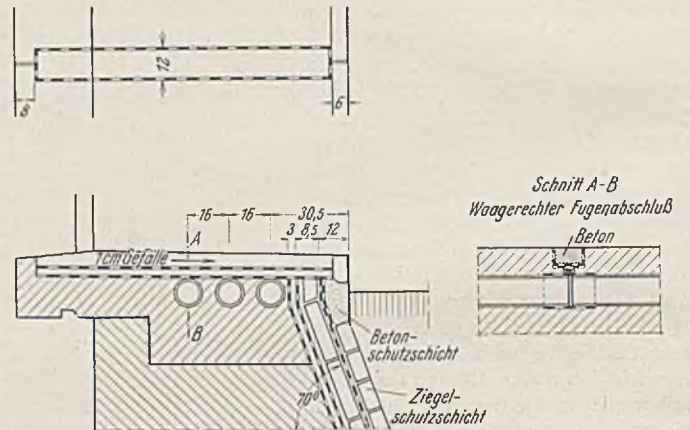 12
8
6
16
16
30,5
3
8,5
12
A
1cm Gefälle
B
70°
Beton-
schutzschicht
Ziegel-
schutzschicht
Schnitt A-B
Waagerechter Fugenabschluß
Beton